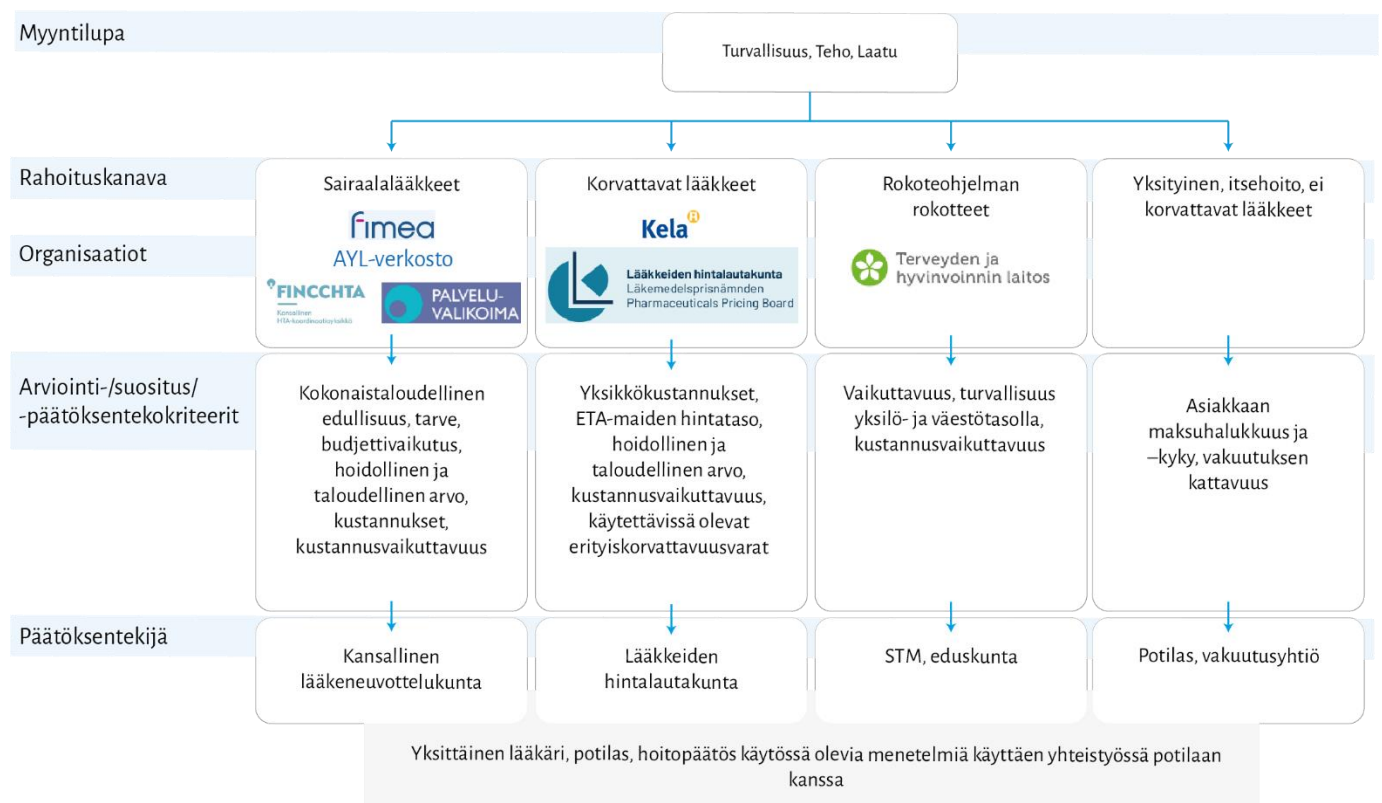 Myyntilupa
Turvallisuus, Teho, Laatu
Rahoituskanava
Sairaalalääkkeet
Korvattavat lääkkeet
Rokoteohjelman
rokotteet
Yksityinen, itsehoito, ei
korvattavat lääkkeet
Organisaatiot
fimea
AYL-verkosto
FINCCHTA
Kansallinen
HTA-koordinaatioyksikkö
PALVELU-
VALIKOIMA
Kela
Lääkkeiden hintalautakunta
Läkemedelsprisnämnden
Pharmaceuticals Pricing Board
Terveyden ja
hyvinvoinnin laitos
Arviointi-/suositus/
-päätöksentekokriteerit
Kokonaistaloudellinen
edullisuus, tarve,
budjettivaikutus,
hoidollinen ja
taloudellinen arvo,
kustannukset,
kustannusvaikuttavuus
Yksikkökustannukset,
ETA-maiden hintataso,
hoidollinen ja
taloudellinen arvo,
kustannusvaikuttavuus,
käytettävissä olevat
erityiskorvattavuusvarat
Vaikuttavuus, turvallisuus
yksilö- ja väestötasolla,
kustannusvaikuttavuus
Asiakkaan
maksuhalukkuus ja
–kyky, vakuutuksen
kattavuus
Päätöksentekijä
Kansallinen
lääkeneuvottelukunta
Lääkkeiden
hintalautakunta
STM, eduskunta
Potilas, vakuutusyhtiö
Yksittäinen lääkäri, potilas, hoitopäätös käytössä olevia menetelmiä käyttäen yhteistyössä potilaan
kanssa